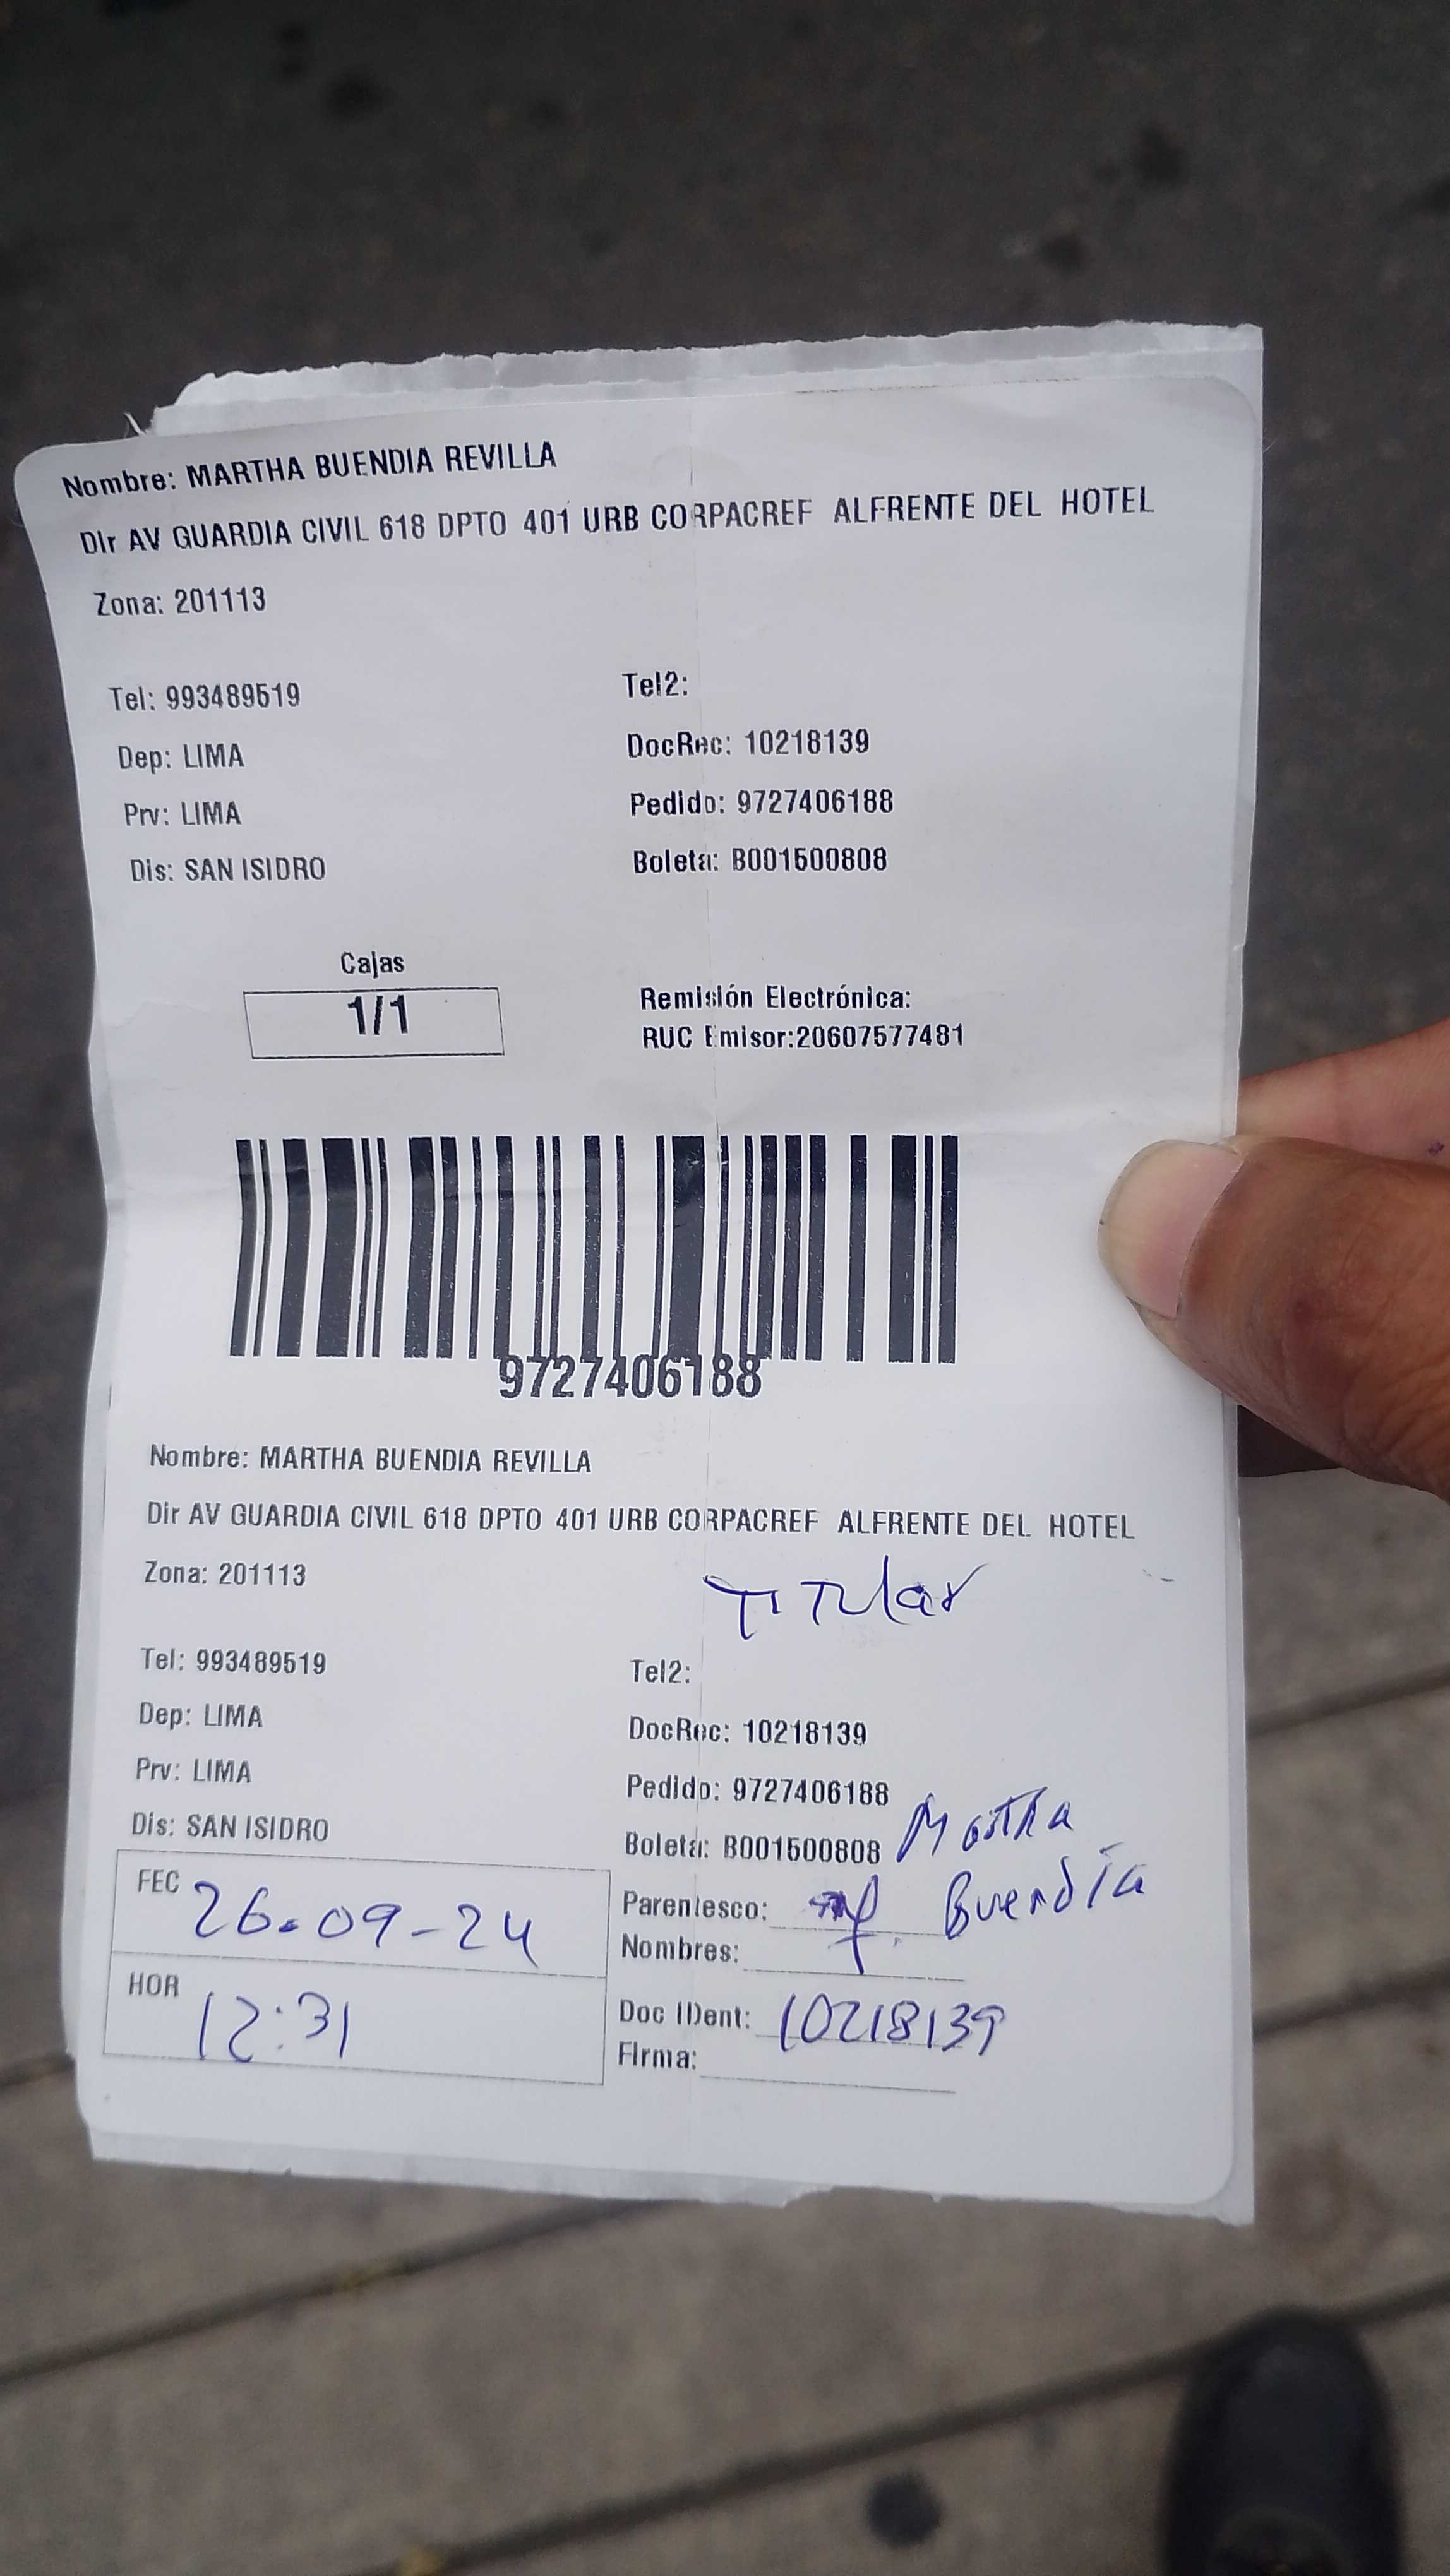 Nombre: MARTHA BUENDIA REVILLA
Dir AV GUARDIA CIVIL 618 DPTO 401 URB CORPACREF ALFRENTE DEL HOTEL
Zona: 201113
Tel: 993489519
Tel2:
Dep: LIMA
DocRec: 10218139
Prv: LIMA
Pedido: 9727406188
Dis: SAN ISIDRO
Boleta: B001500808
Cajas
1/1
Remisión Electrónica:
RUC Emisor:20607577481
9727406188
Nombre: MARTHA BUENDIA REVILLA
Dir AV GUARDIA CIVIL 618 DPTO 401 URB CORPACREF ALFRENTE DEL HOTEL
Zona: 201113
TiTular
Tel: 993489519
Tel2:
Dep: LIMA
DocRec: 10218139
Prv: LIMA
Pedido: 9727406188
Dis: SAN ISIDRO
Boleta: B001500808 Martha
FEC 26-09-24
Parentesco: Buendía
Nombres:
HOR 12:31
Doc IDent: 10218139
Firma: